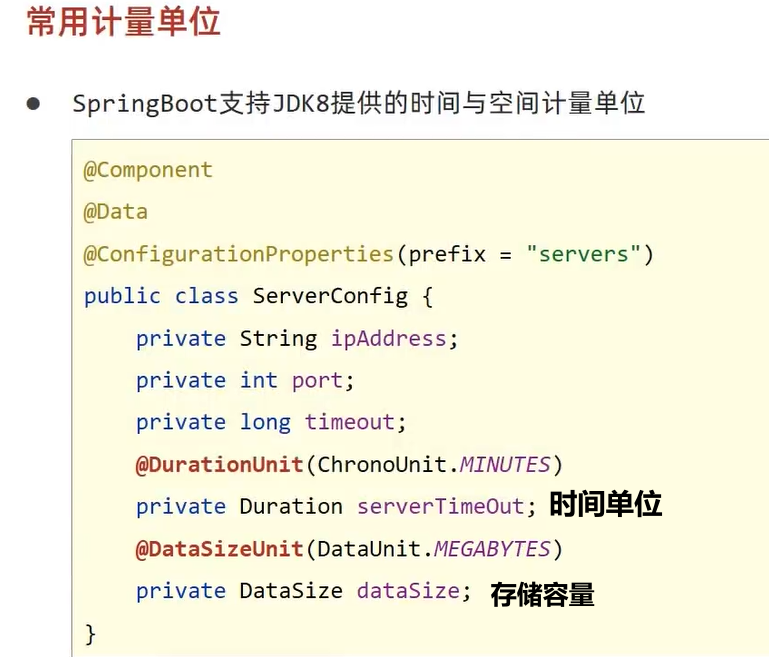 常用计量单位
● SpringBoot支持JDK8提供的时间与空间计量单位
@Component
@Data
@ConfigurationProperties(prefix = "servers")
public class ServerConfig {
    private String ipAddress;
    private int port;
    private long timeout;
    @DurationUnit(ChronoUnit.MINUTES)
    private Duration serverTimeOut; 时间单位
    @DataSizeUnit(DataUnit.MEGABYTES)
    private DataSize dataSize; 存储容量
}